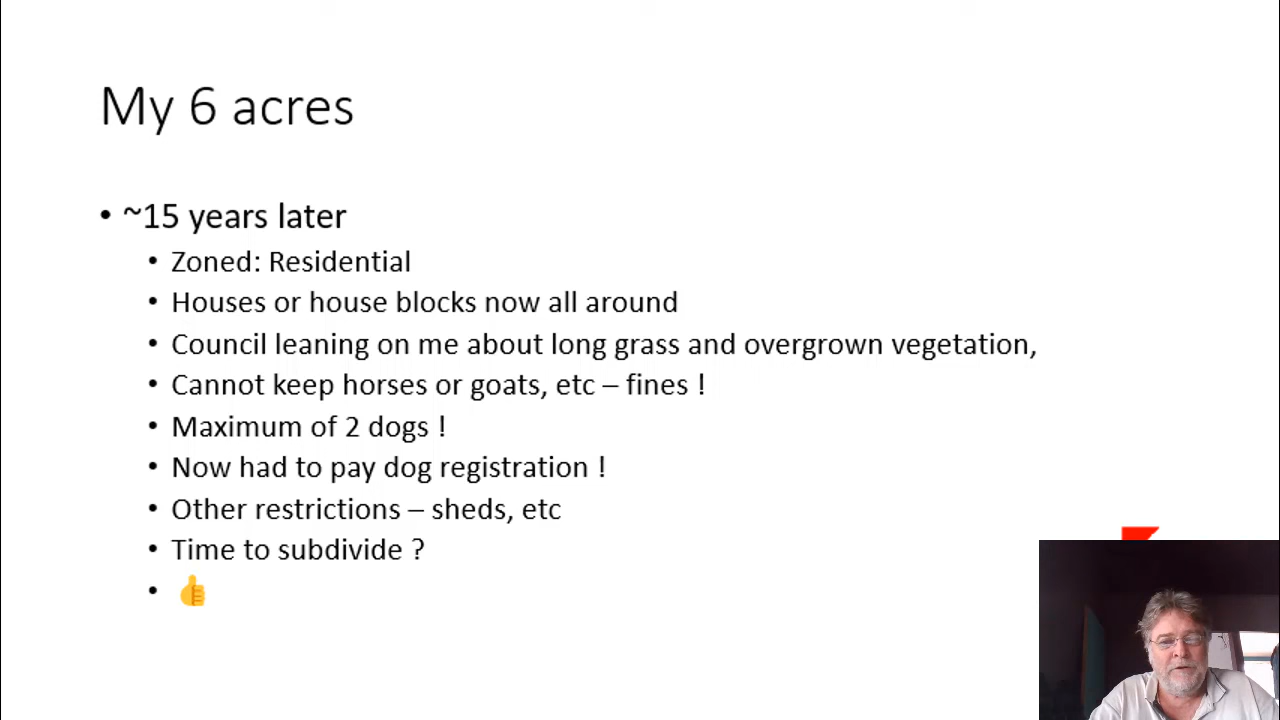 My 6 acres
• ~15 years later
• Zoned: Residential
• Houses or house blocks now all around
• Council leaning on me about long grass and overgrown vegetation,
• Cannot keep horses or goats, etc – fines !
• Maximum of 2 dogs !
• Now had to pay dog registration !
• Other restrictions – sheds, etc
• Time to subdivide ?
• 👍